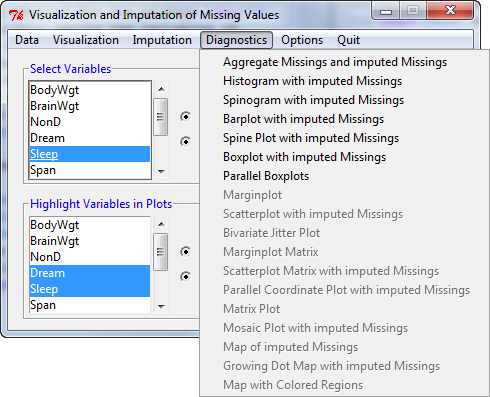 Visualization and Imputation of Missing Values
Data Visualization Imputation Diagnostics Options Quit
Select Variables
BodyWgt
BrainWgt
NonD
Dream
Sleep
Span
Highlight Variables in Plots
BodyWgt
BrainWgt
NonD
Dream
Sleep
Span
Aggregate Missings and imputed Missings
Histogram with imputed Missings
Spinogram with imputed Missings
Barplot with imputed Missings
Spine Plot with imputed Missings
Boxplot with imputed Missings
Parallel Boxplots
Marginplot
Scatterplot with imputed Missings
Bivariate Jitter Plot
Marginplot Matrix
Scatterplot Matrix with imputed Missings
Parallel Coordinate Plot with imputed Missings
Matrix Plot
Mosaic Plot with imputed Missings
Map of imputed Missings
Growing Dot Map with imputed Missings
Map with Colored Regions